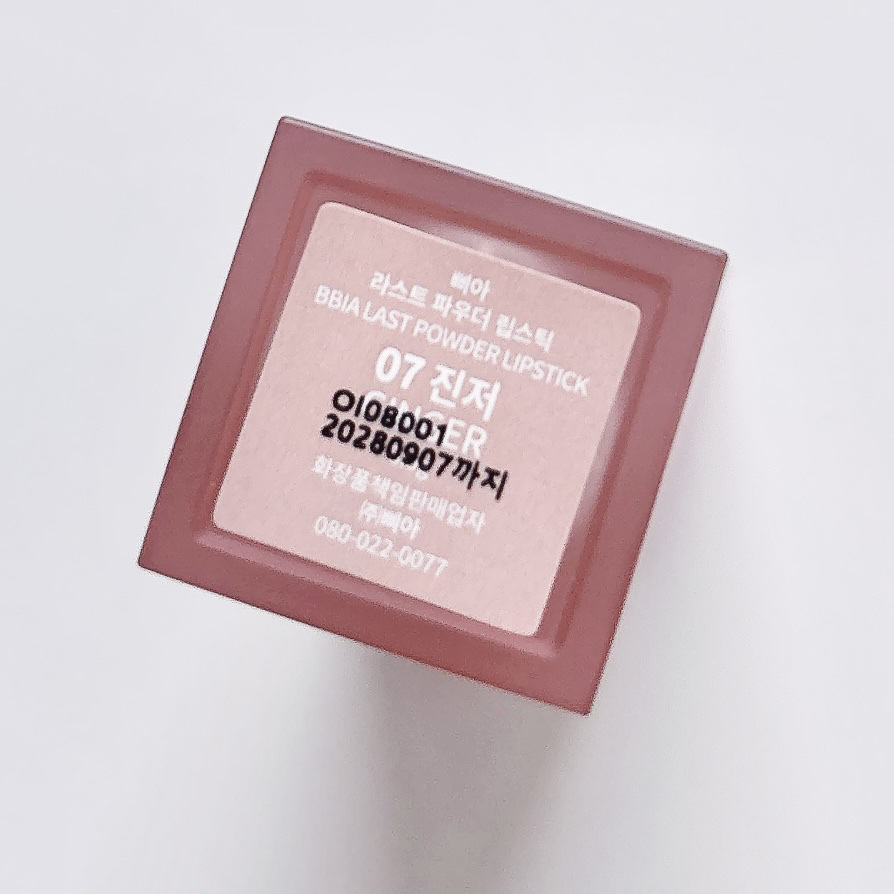 삐아
라스트 파우더 립스틱
BBIA LAST POWDER LIPSTICK
07 진저
GINGER
OI08001
20280907까지
화장품책임판매업자
㈜삐아
080-022-0077